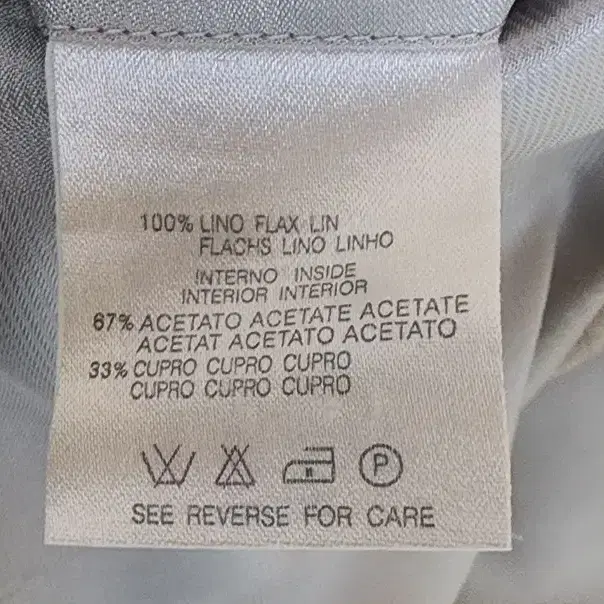 100% LINO FLAX LIN
FLACHS LINO LINHO
INTERNO INSIDE
INTERIOR INTERIOR
67% ACETATO ACETATE ACETATE
ACETAT ACETATO ACETATO
33% CUPRO CUPRO CUPRO
CUPRO CUPRO CUPRO
P
SEE REVERSE FOR CARE